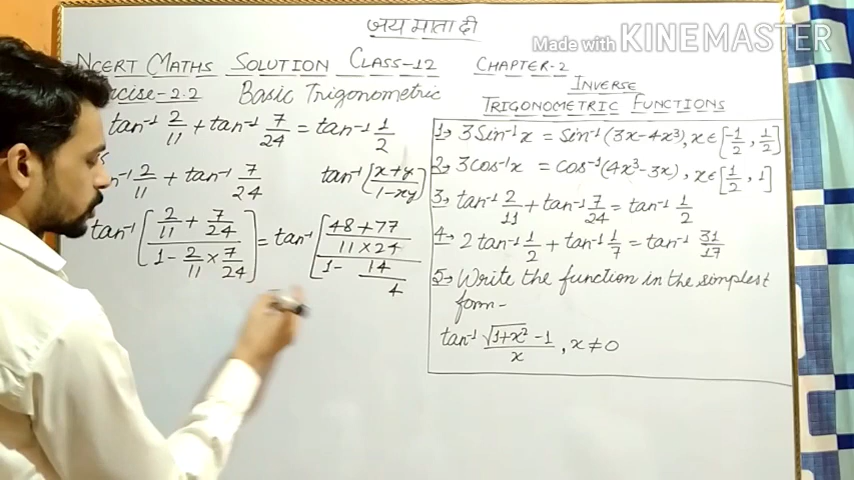 जय माता दी
Made with KINEMASTER
NCERT MATHS SOLUTION CLASS-12 CHAPTER-2
INVERSE
TRIGONOMETRIC FUNCTIONS
2.2 Basic Trigonometric
tan⁻¹ 2/11 + tan⁻¹ 7/24 = tan⁻¹ 1/2
2/11 + tan⁻¹ 7/24 tan⁻¹ [(x+y)/(1-xy)]
tan⁻¹ [(2/11 + 7/24)/(1 - 2/11 × 7/24)] = tan⁻¹ [((48+77)/(11×24))/(1 - 14/ 4
1→ 3Sin⁻¹x = Sin⁻¹(3x-4x³), x∈[-1/2, 1/2]
2→ 3cos⁻¹x = cos⁻¹(4x³-3x), x∈[1/2, 1]
3→ tan⁻¹ 2/11 + tan⁻¹ 7/24 = tan⁻¹ 1/2
4→ 2tan⁻¹ 1/2 + tan⁻¹ 1/7 = tan⁻¹ 31/17
5→ Write the function in the simplest
form-
tan⁻¹ (√(1+x²) -1)/x, x≠0